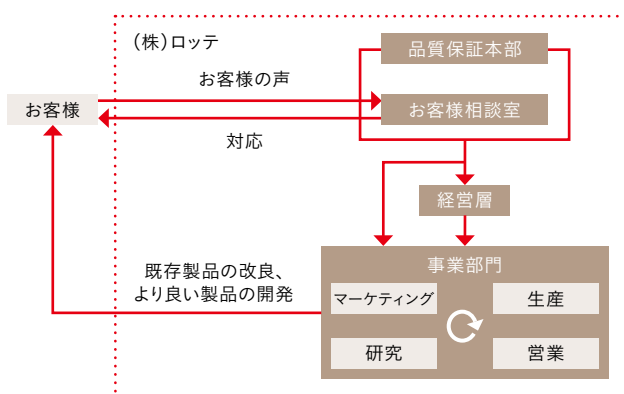 (株)ロッテ
品質保証本部
お客様の声
お客様
お客様相談室
対応
経営層
既存製品の改良、
より良い製品の開発
事業部門
マーケティング
生産
研究
営業